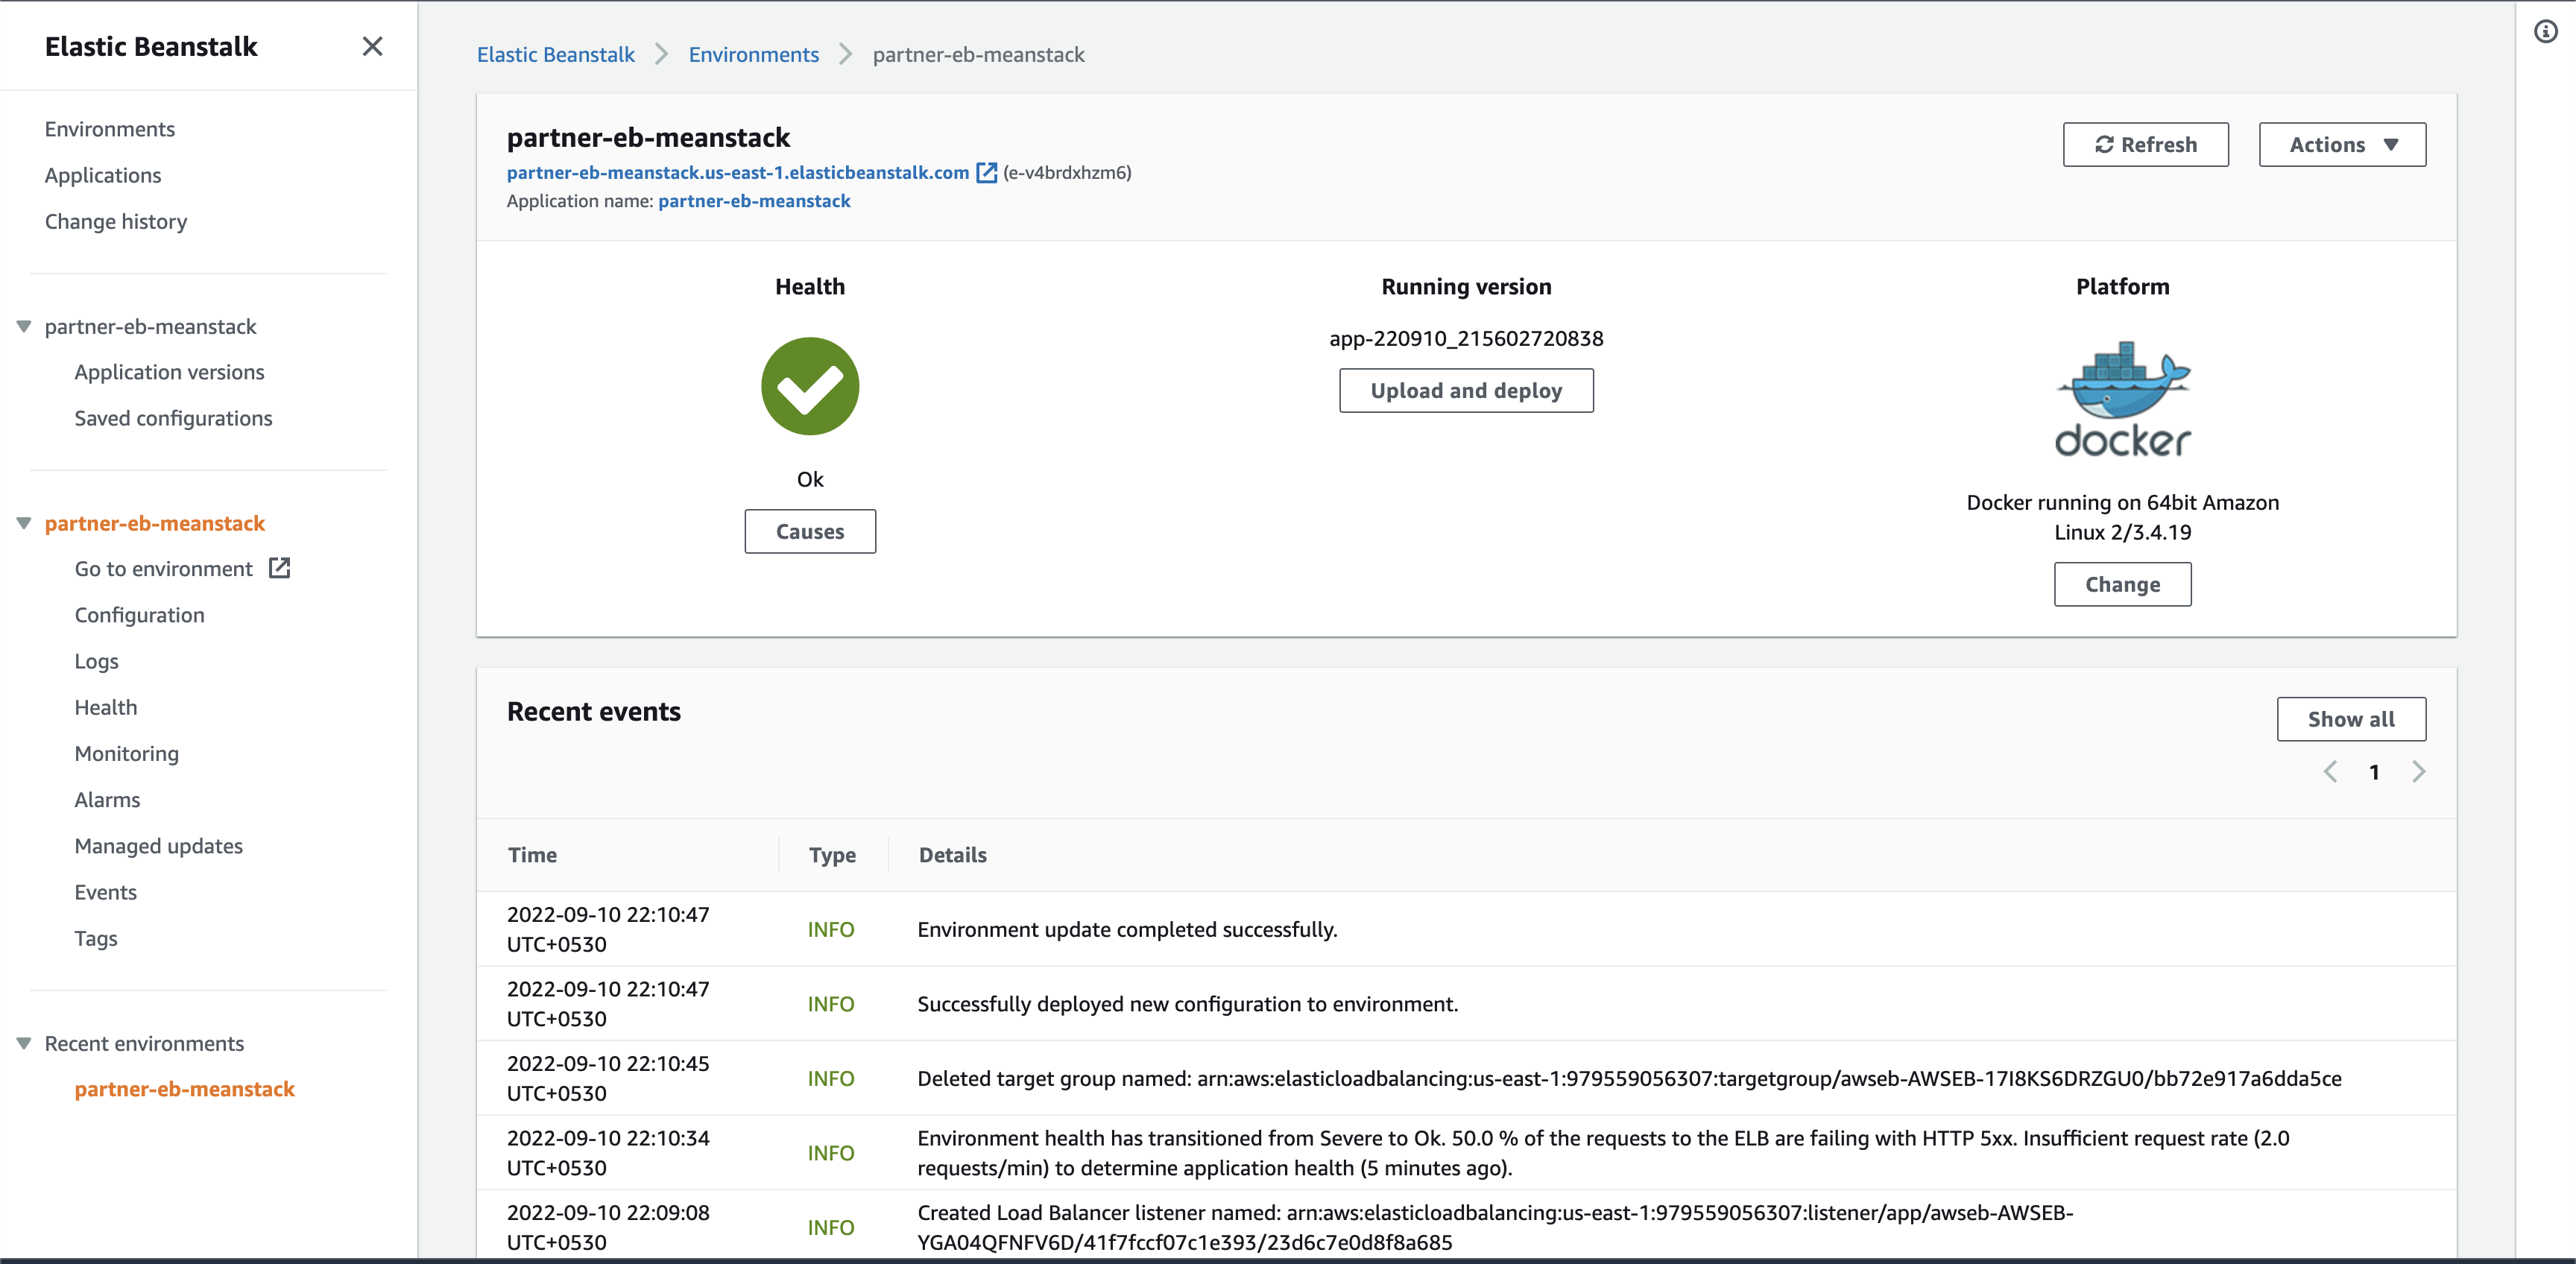 Elastic Beanstalk
Environments
Applications
Change history
partner-eb-meanstack
Application versions
Saved configurations
partner-eb-meanstack
Go to environment
Configuration
Logs
Health
Monitoring
Alarms
Managed updates
Events
Tags
Recent environments
partner-eb-meanstack
Elastic Beanstalk > Environments > partner-eb-meanstack
partner-eb-meanstack
partner-eb-meanstack.us-east-1.elasticbeanstalk.com (e-v4brdxhzm6)
Application name: partner-eb-meanstack
Refresh
Actions
Health
Ok
Causes
Running version
app-220910_215602720838
Upload and deploy
Platform
docker
Docker running on 64bit Amazon
Linux 2/3.4.19
Change
Recent events
Show all
1
Time Type Details
2022-09-10 22:10:47
UTC+0530
INFO
Environment update completed successfully.
2022-09-10 22:10:47
UTC+0530
INFO
Successfully deployed new configuration to environment.
2022-09-10 22:10:45
UTC+0530
INFO
Deleted target group named: arn:aws:elasticloadbalancing:us-east-1:979559056307:targetgroup/awseb-AWSEB-17I8KS6DRZGU0/bb72e917a6dda5ce
2022-09-10 22:10:34
UTC+0530
INFO
Environment health has transitioned from Severe to Ok. 50.0 % of the requests to the ELB are failing with HTTP 5xx. Insufficient request rate (2.0
requests/min) to determine application health (5 minutes ago).
2022-09-10 22:09:08
UTC+0530
INFO
Created Load Balancer listener named: arn:aws:elasticloadbalancing:us-east-1:979559056307:listener/app/awseb-AWSEB-
YGA04QFNFV6D/41f7fccf07c1e393/23d6c7e0d8f8a685